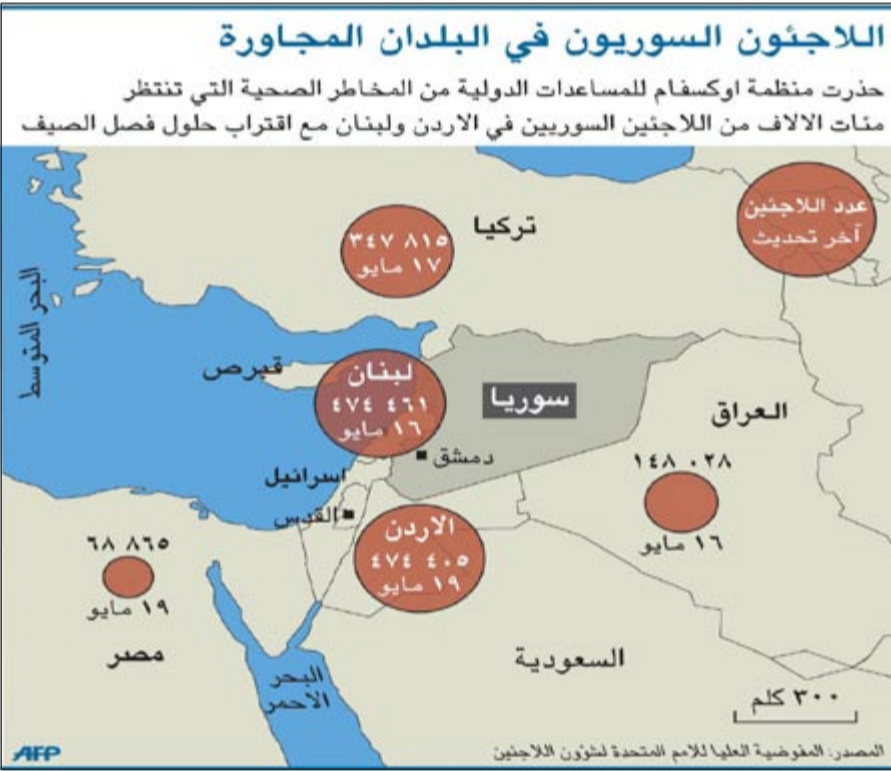 اللاجئون السوريون في البلدان المجاورة
حذرت منظمة اوكسفام للمساعدات الدولية من المخاطر الصحية التي تنتظر
مئات الالاف من اللاجئين السوريين في الاردن ولبنان مع اقتراب حلول فصل الصيف
عدد اللاجئين
آخر تحديث
تركيا
٣٤٧ ٨١٥
١٧ مايو
البحر المتوسط
قبرص
لبنان
٤٧٤ ٤٦١
١٦ مايو
سوريا
دمشق
العراق
١٤٨ ٠٢٨
١٦ مايو
اسرائيل
القدس
الاردن
٤٧٤ ٤٠٥
١٩ مايو
٦٨ ٨٦٥
١٩ مايو
مصر
السعودية
البحر
الاحمر
٣٠٠ كلم
المصدر: المفوضية العليا للامم المتحدة لشؤون اللاجئين
AFP